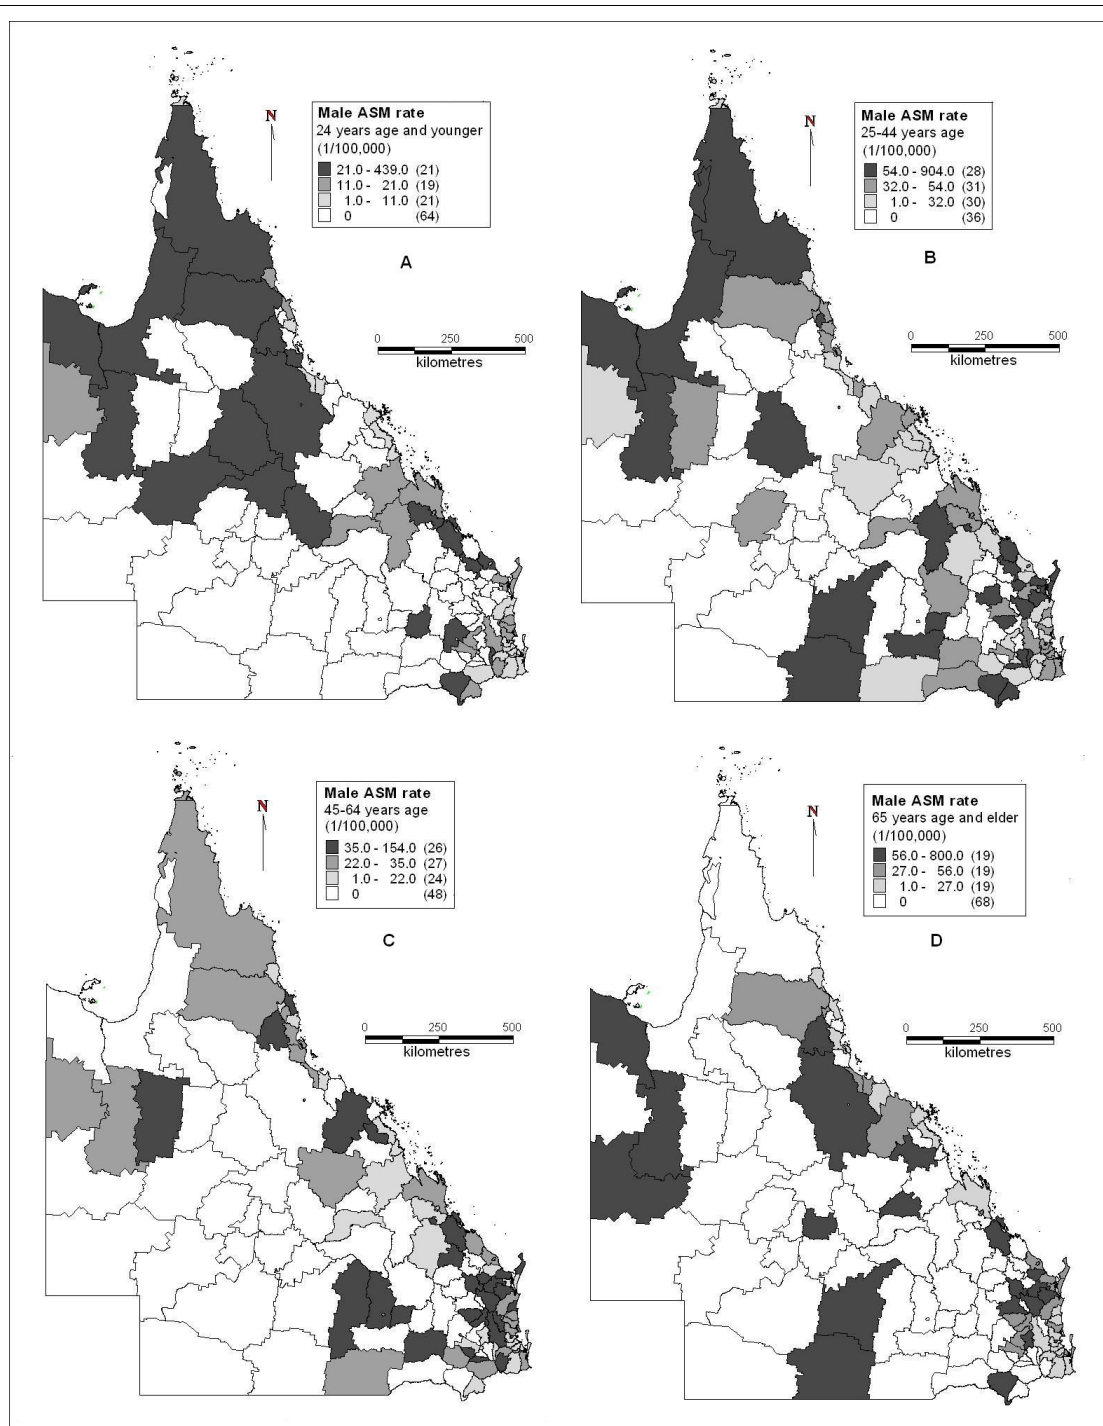 N
Male ASM rate
24 years age and younger
(1/100,000)
21.0 - 439.0 (21)
11.0 - 21.0 (19)
1.0 - 11.0 (21)
0 (64)
A
0 250 500
kilometres
N
Male ASM rate
25-44 years age
(1/100,000)
54.0 - 904.0 (28)
32.0 - 54.0 (31)
1.0 - 32.0 (30)
0 (36)
B
0 250 500
kilometres
N
Male ASM rate
45-64 years age
(1/100,000)
35.0 - 154.0 (26)
22.0 - 35.0 (27)
1.0 - 22.0 (24)
0 (48)
C
0 250 500
kilometres
N
Male ASM rate
65 years age and elder
(1/100,000)
56.0 - 800.0 (19)
27.0 - 56.0 (19)
1.0 - 27.0 (19)
0 (68)
D
0 250 500
kilometres